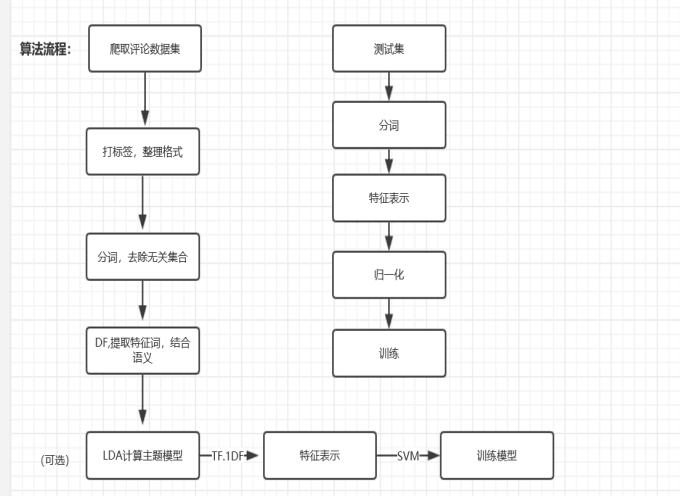 算法流程：
爬取评论数据集
打标签，整理格式
分词，去除无关集合
DF,提取特征词，结合
语义
(可选)
LDA计算主题模型
TF.1DF
特征表示
SVM
训练模型
测试集
分词
特征表示
归一化
训练